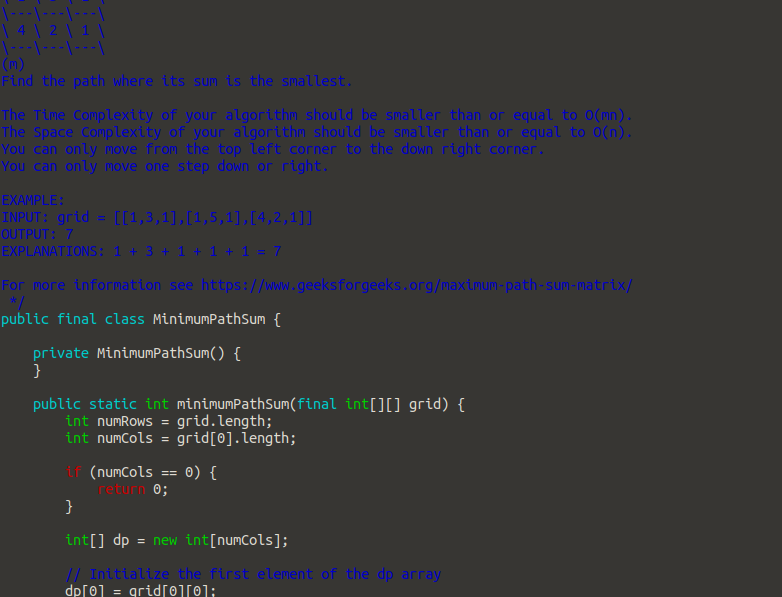 \---\---\---\
\ 4 \ 2 \ 1 \
\---\---\---\
(m)
Find the path where its sum is the smallest.
The Time Complexity of your algorithm should be smaller than or equal to O(mn).
The Space Complexity of your algorithm should be smaller than or equal to O(n).
You can only move from the top left corner to the down right corner.
You can only move one step down or right.
EXAMPLE:
INPUT: grid = [[1,3,1],[1,5,1],[4,2,1]]
OUTPUT: 7
EXPLANATIONS: 1 + 3 + 1 + 1 + 1 = 7
For more information see https://www.geeksforgeeks.org/maximum-path-sum-matrix/
*/
public final class MinimumPathSum {
private MinimumPathSum() {
}
public static int minimumPathSum(final int[][] grid) {
int numRows = grid.length;
int numCols = grid[0].length;
if (numCols == 0) {
return 0;
}
int[] dp = new int[numCols];
// Initialize the first element of the dp array
dp[0] = grid[0][0];